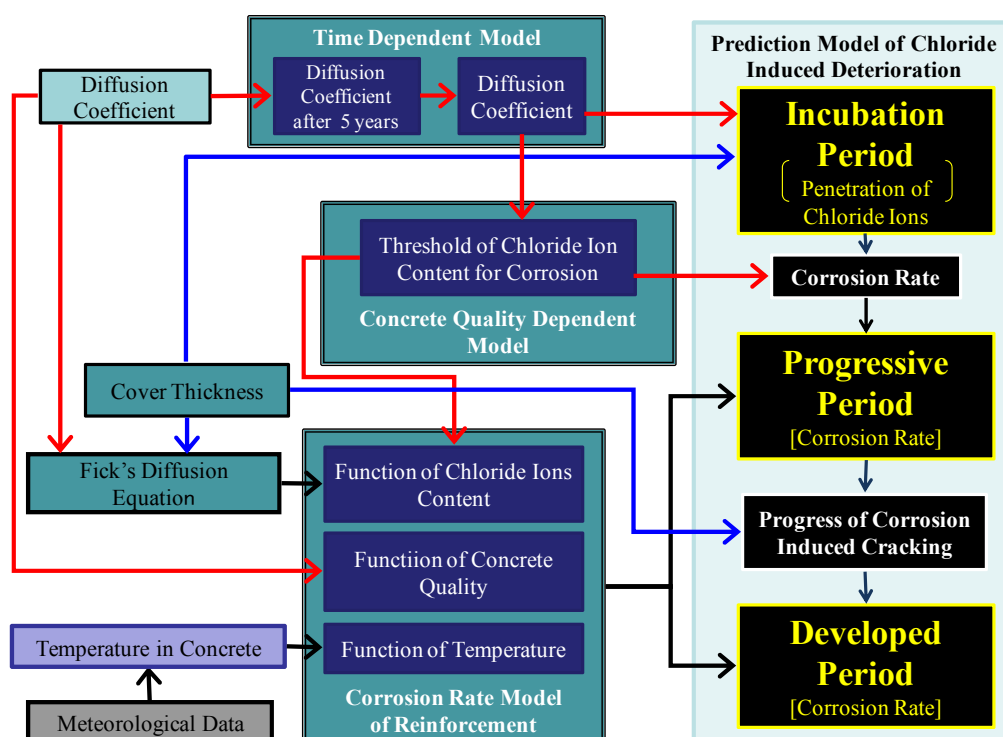 Time Dependent Model
Diffusion
Coefficient
Diffusion
Coefficient
after 5 years
Diffusion
Coefficient
Threshold of Chloride Ion
Content for Corrosion
Concrete Quality Dependent
Model
Cover Thickness
Fick's Diffusion
Equation
Function of Chloride Ions
Content
Functiion of Concrete
Quality
Function of Temperature
Corrosion Rate Model
of Reinforcement
Temperature in Concrete
Meteorological Data
Prediction Model of Chloride
Induced Deterioration
Incubation
Period
Penetration of
Chloride Ions
Corrosion Rate
Progressive
Period
[Corrosion Rate]
Progress of Corrosion
Induced Cracking
Developed
Period
[Corrosion Rate]